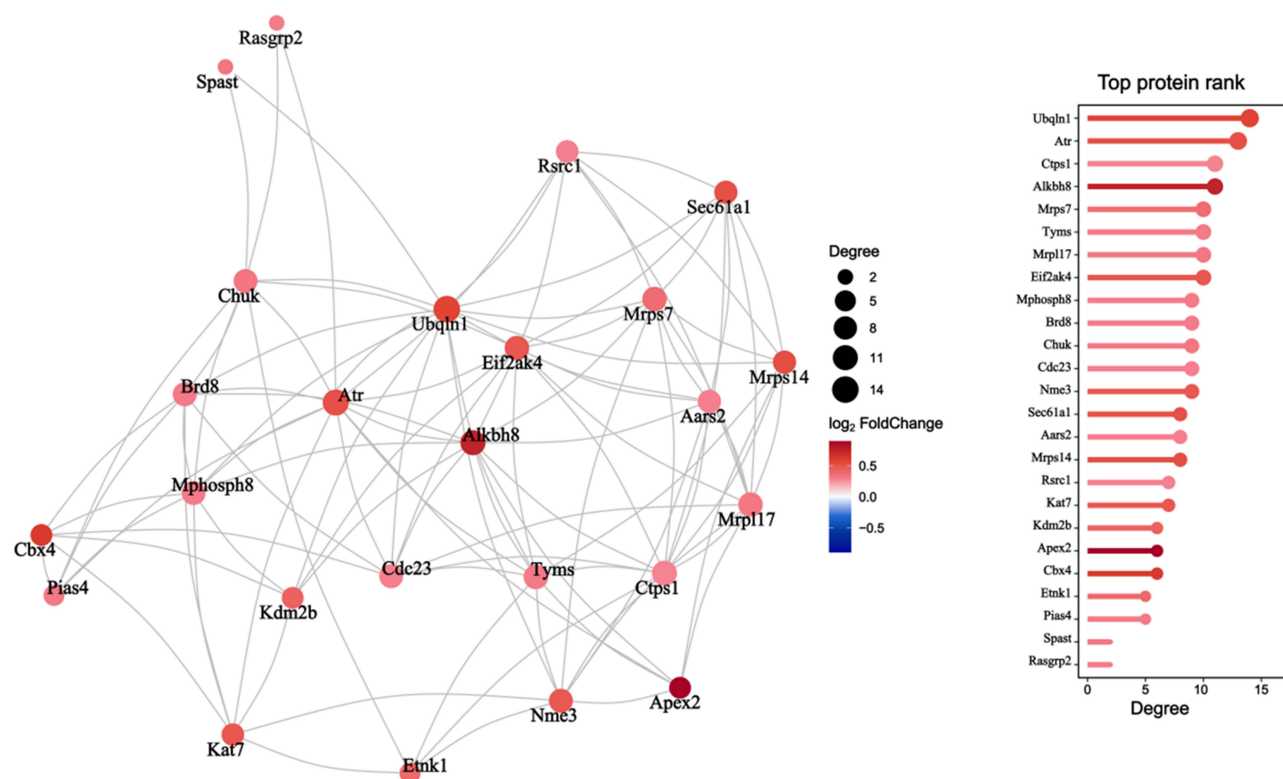 Rasgrp2
Spast
Rsrc1
Sec61a1
Chuk
Ubqln1
Mrps7
Eif2ak4
Mrps14
Brd8
Atr
Aars2
Alkbh8
Mphosph8
Mrpl17
Cbx4
Cdc23
Tyms
Ctps1
Pias4
Kdm2b
Apex2
Nme3
Kat7
Etnk1
Degree
2
5
8
11
14
log2 FoldChange
0.5
0.0
−0.5
Top protein rank
Ubqln1
Atr
Ctps1
Alkbh8
Mrps7
Tyms
Mrpl17
Eif2ak4
Mphosph8
Brd8
Chuk
Cdc23
Nme3
Sec61a1
Aars2
Mrps14
Rsrc1
Kat7
Kdm2b
Apex2
Cbx4
Etnk1
Pias4
Spast
Rasgrp2
0 5 10 15
Degree